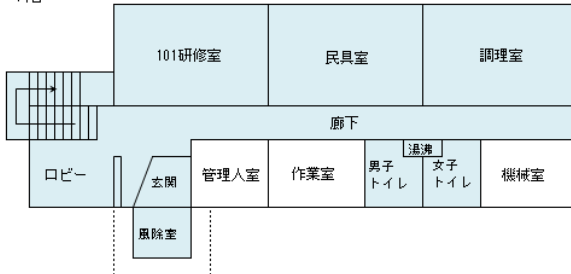 101研修室
民具室
調理室
廊下
湯沸
ロビー
玄関
管理人室
作業室
男子
トイレ
女子
トイレ
機械室
風除室